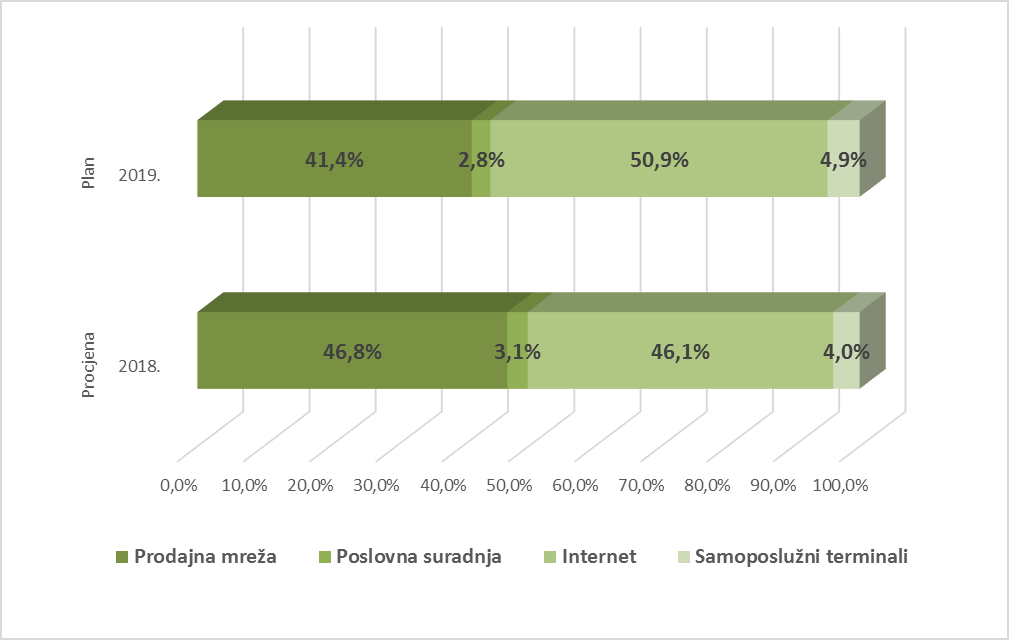 Plan 2019. 41,4% 2,8% 50,9% 4,9%
Procjena 2018. 46,8% 3,1% 46,1% 4,0%
0,0% 10,0% 20,0% 30,0% 40,0% 50,0% 60,0% 70,0% 80,0% 90,0% 100,0%
Prodajna mreža Poslovna suradnja Internet Samoposlužni terminali